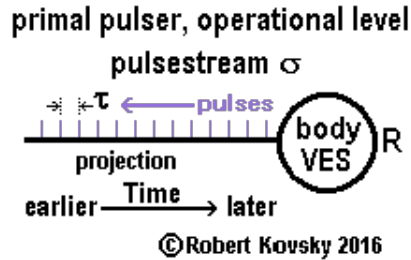 primal pulser, operational level
pulsestream σ
τ pulses
body
VES
R
projection
Time
earlier later
©Robert Kovsky 2016